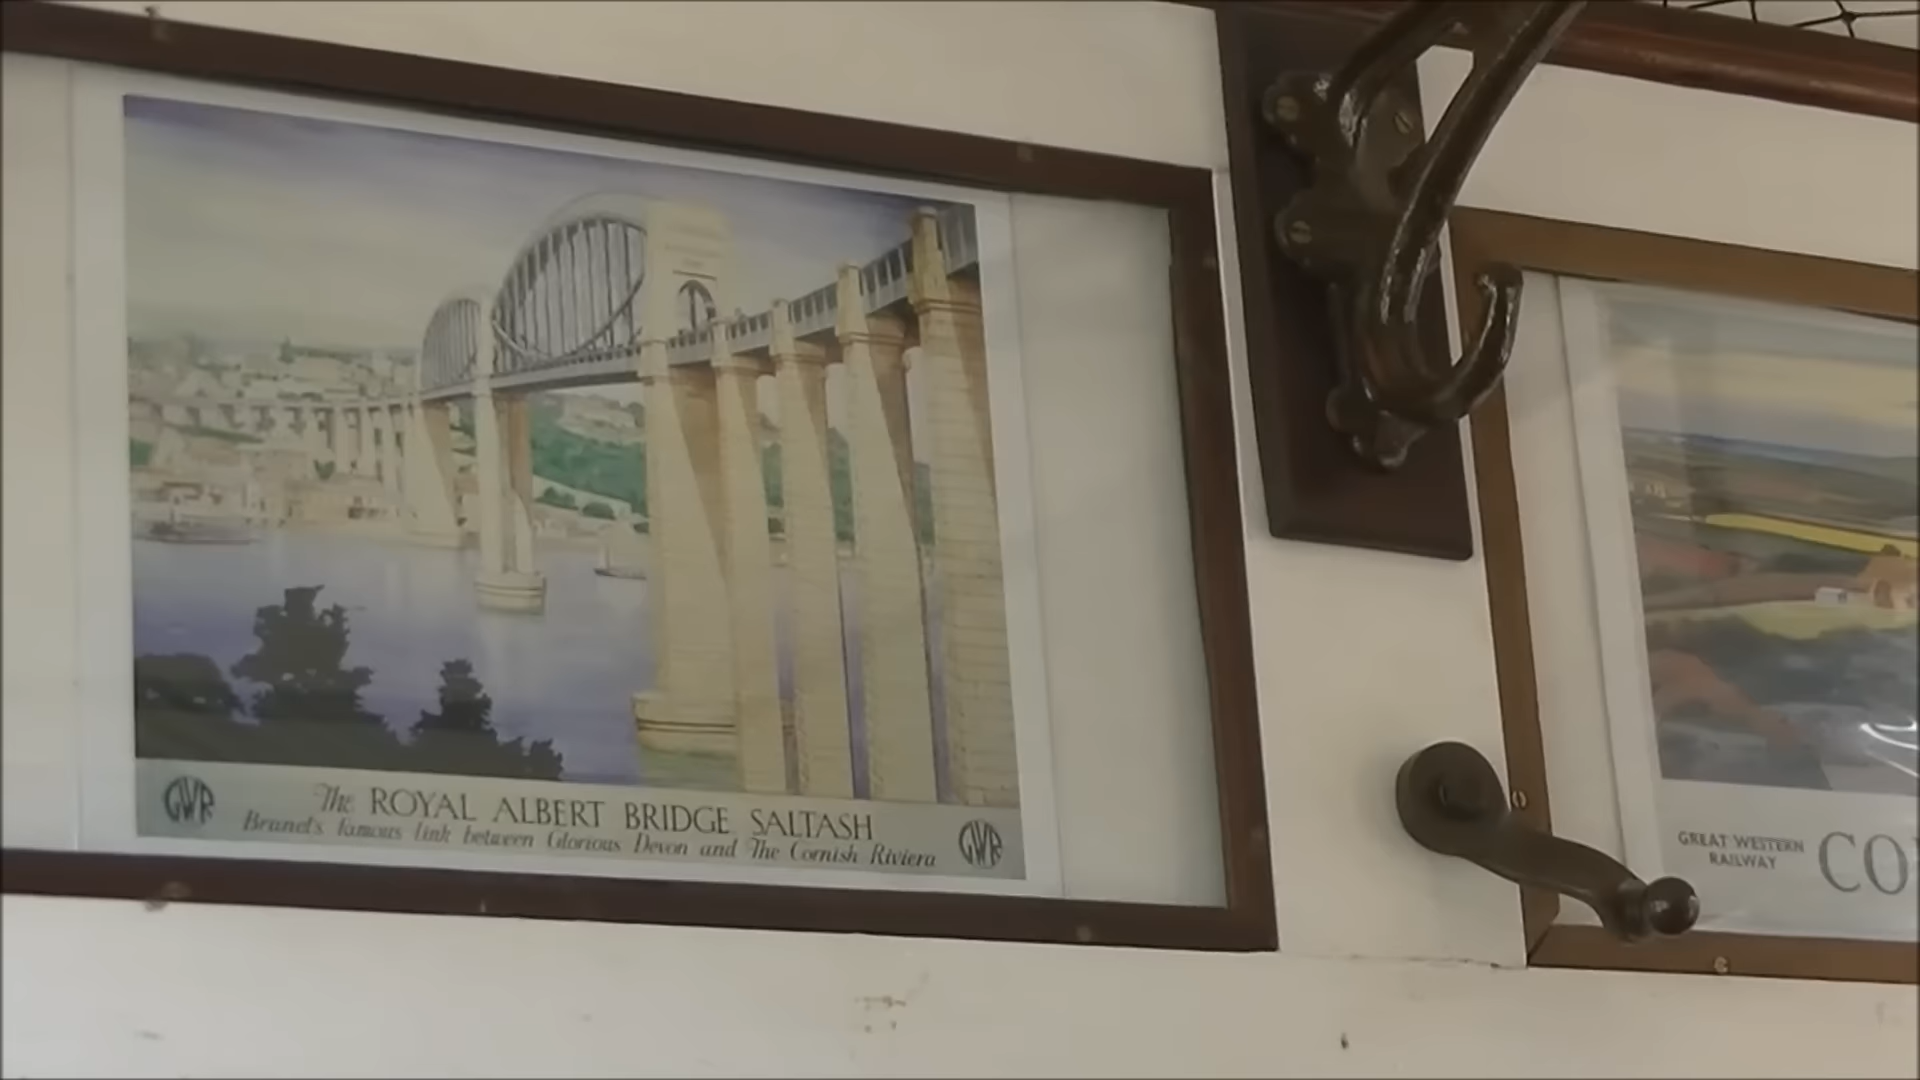 GWR
The ROYAL ALBERT BRIDGE SALTASH
Brunel's famous link between Glorious Devon and The Cornish Riviera
GWR
GREAT WESTERN
RAILWAY
CO